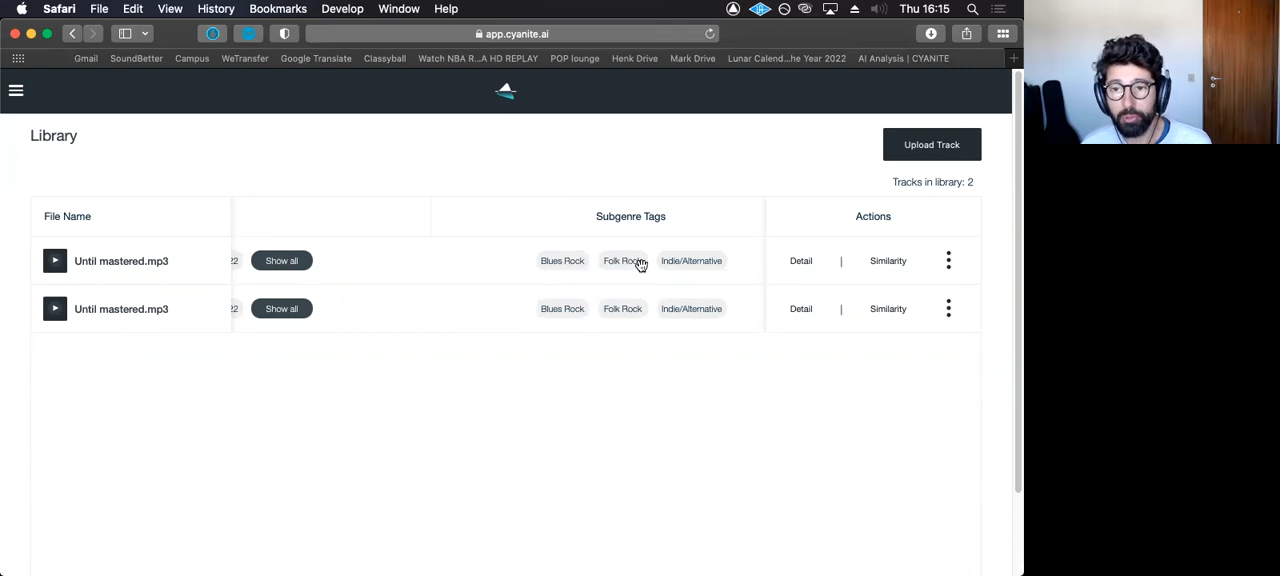 Safari File Edit View History Bookmarks Develop Window Help Thu 16:15
app.cyanite.ai
Gmail SoundBetter Campus WeTransfer Google Translate Classyball Watch NBA R...A HD REPLAY POP lounge Henk Drive Mark Drive Lunar Calend...he Year 2022 AI Analysis | CYANITE
Library
Upload Track
Tracks in library: 2
File Name Subgenre Tags Actions
Until mastered.mp3 22 Show all Blues Rock Folk Indie/Alternative Detail | Similarity
Until mastered.mp3 22 Show all Blues Rock Folk Rock Indie/Alternative Detail | Similarity